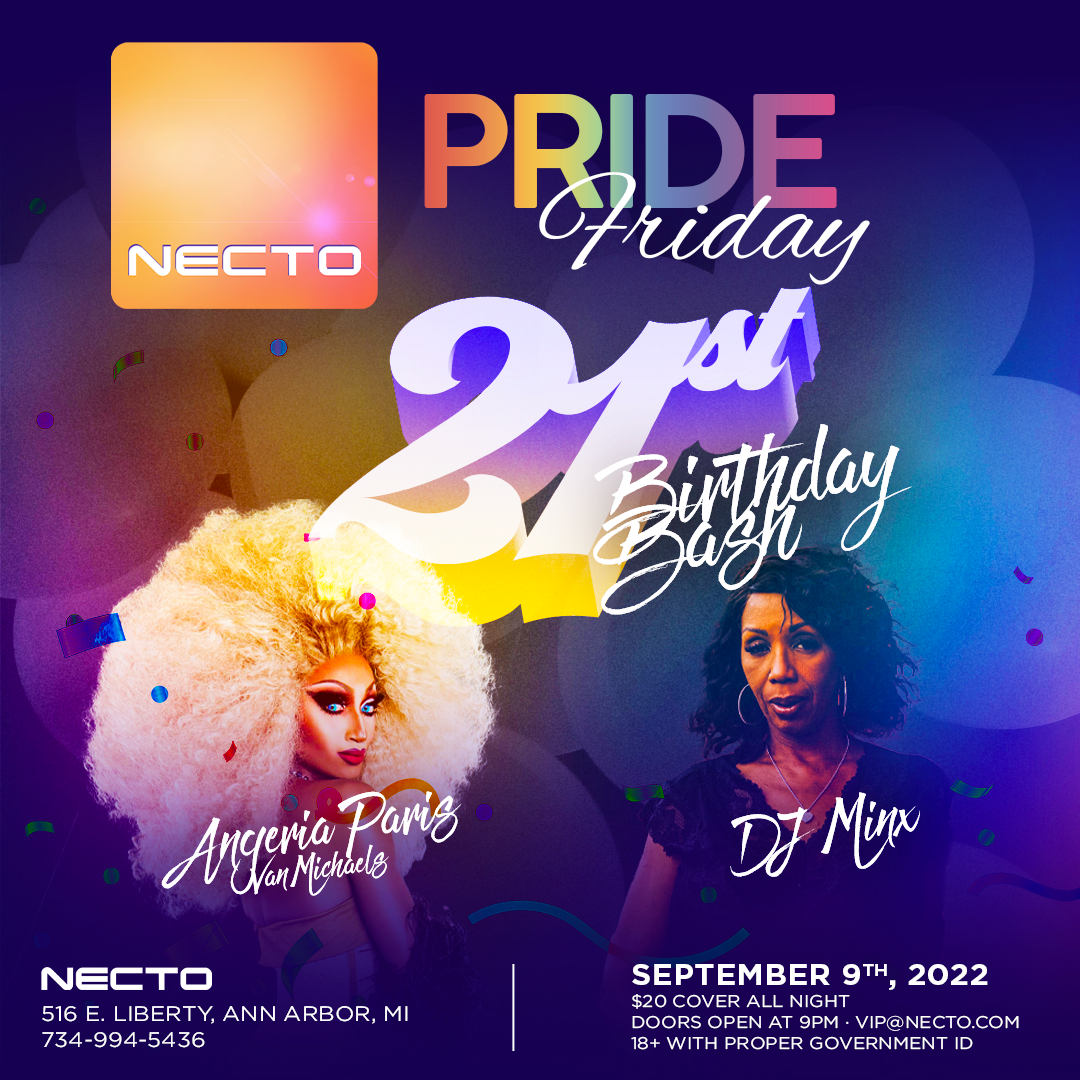 NECTO
PRIDE
Friday
21st
Birthday
Bash
Angeria Paris
VanMichaels
DJ Minx
NECTO
516 E. LIBERTY, ANN ARBOR, MI
734-994-5436
SEPTEMBER 9TH, 2022
$20 COVER ALL NIGHT
DOORS OPEN AT 9PM · VIP@NECTO.COM
18+ WITH PROPER GOVERNMENT ID